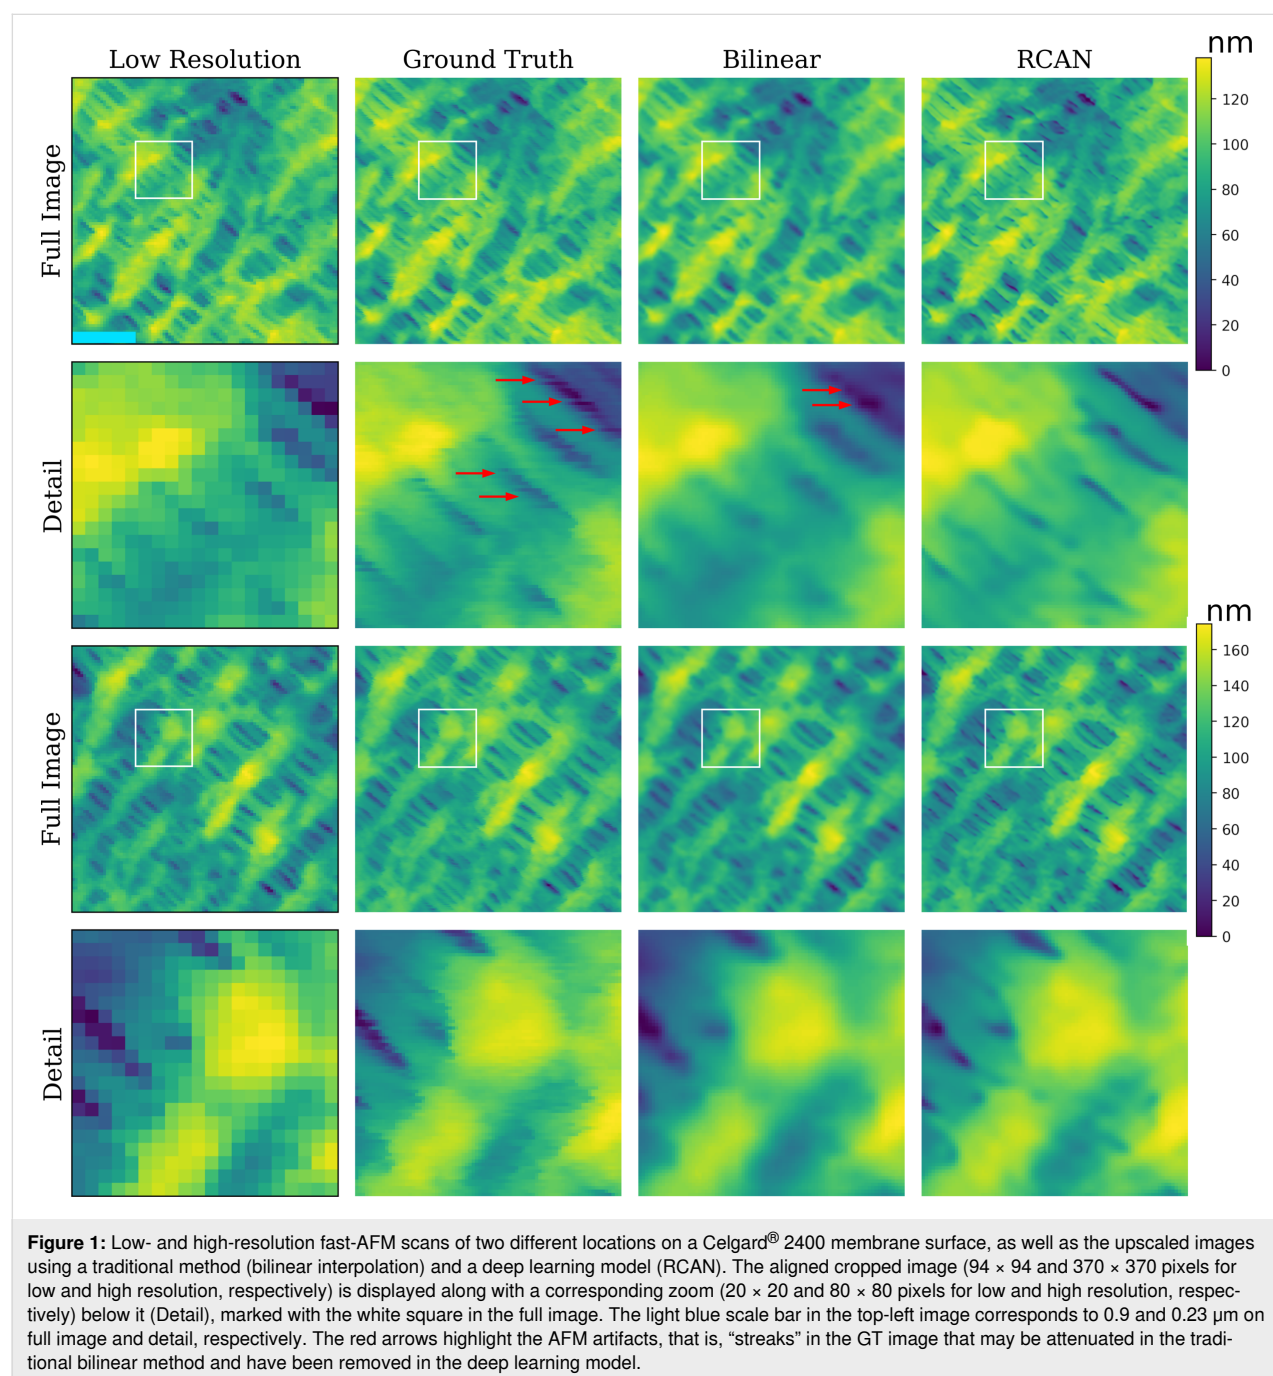 Low Resolution
Ground Truth
Bilinear
RCAN
nm
Full Image
120
100
80
60
40
20
0
Detail
nm
Full Image
160
140
120
100
80
60
40
20
0
Detail
Figure 1: Low- and high-resolution fast-AFM scans of two different locations on a Celgard® 2400 membrane surface, as well as the upscaled images
using a traditional method (bilinear interpolation) and a deep learning model (RCAN). The aligned cropped image (94 × 94 and 370 × 370 pixels for
low and high resolution, respectively) is displayed along with a corresponding zoom (20 × 20 and 80 × 80 pixels for low and high resolution, respec-
tively) below it (Detail), marked with the white square in the full image. The light blue scale bar in the top-left image corresponds to 0.9 and 0.23 μm on
full image and detail, respectively. The red arrows highlight the AFM artifacts, that is, “streaks” in the GT image that may be attenuated in the tradi-
tional bilinear method and have been removed in the deep learning model.